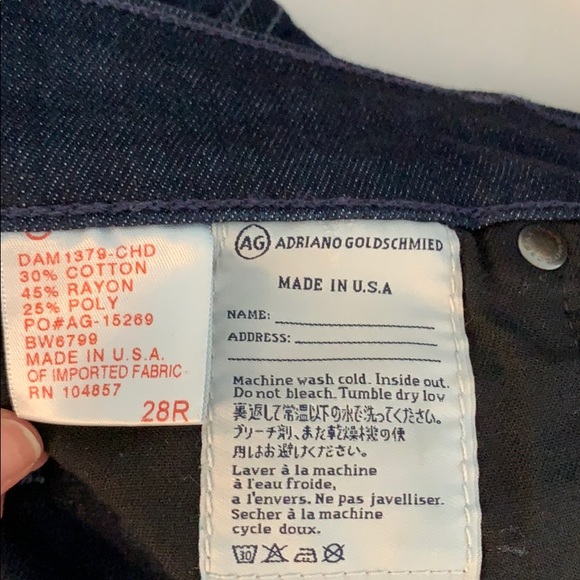 DAM1379-CHD
30% COTTON
45% RAYON
25% POLY
PO#AG-15269
BW6799
MADE IN U.S.A.
OF IMPORTED FABRIC
RN 104857
28R
AG ADRIANO GOLDSCHMIED
MADE IN U.S.A
NAME:
ADDRESS:
Machine wash cold. Inside out.
Do not bleach. Tumble dry low
裏返して常温以下の水で洗ってください。
ブリーチ剤、また乾燥機の使
用はお避けください。
Laver à la machine
à l'eau froide,
a l'envers. Ne pas javelliser.
Secher à la machine
cycle doux.
30